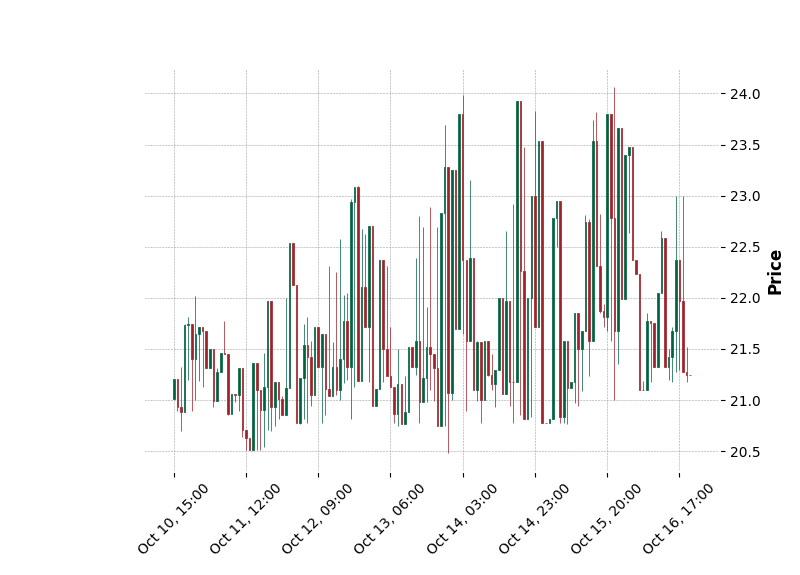 24.0
23.5
23.0
22.5
22.0
21.5
21.0
20.5
Price
Oct 10, 15:00
Oct 11, 12:00
Oct 12, 09:00
Oct 13, 06:00
Oct 14, 03:00
Oct 14, 23:00
Oct 15, 20:00
Oct 16, 17:00